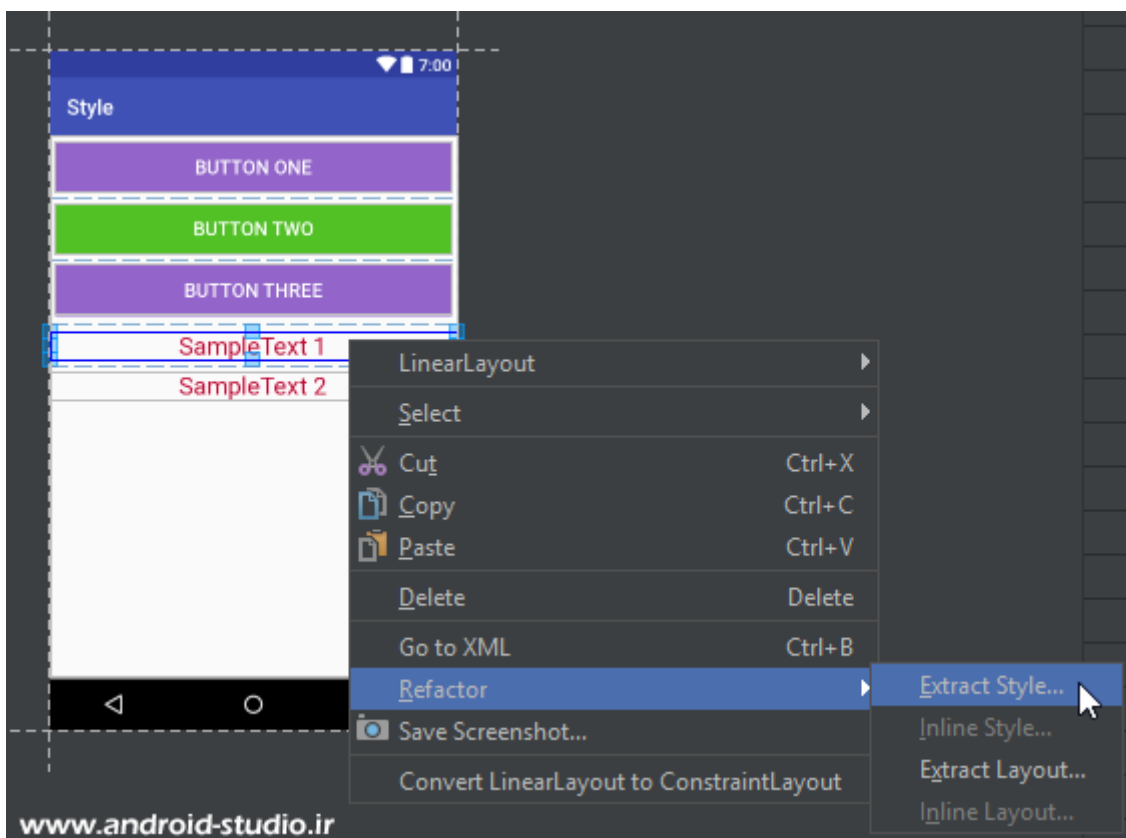 7:00
Style
BUTTON ONE
BUTTON TWO
BUTTON THREE
SampleText 1
SampleText 2
LinearLayout
Select
Cut Ctrl+X
Copy Ctrl+C
Paste Ctrl+V
Delete Delete
Go to XML Ctrl+B
Refactor
Save Screenshot...
Convert LinearLayout to ConstraintLayout
Extract Style...
Inline Style...
Extract Layout...
Inline Layout...
www.android-studio.ir